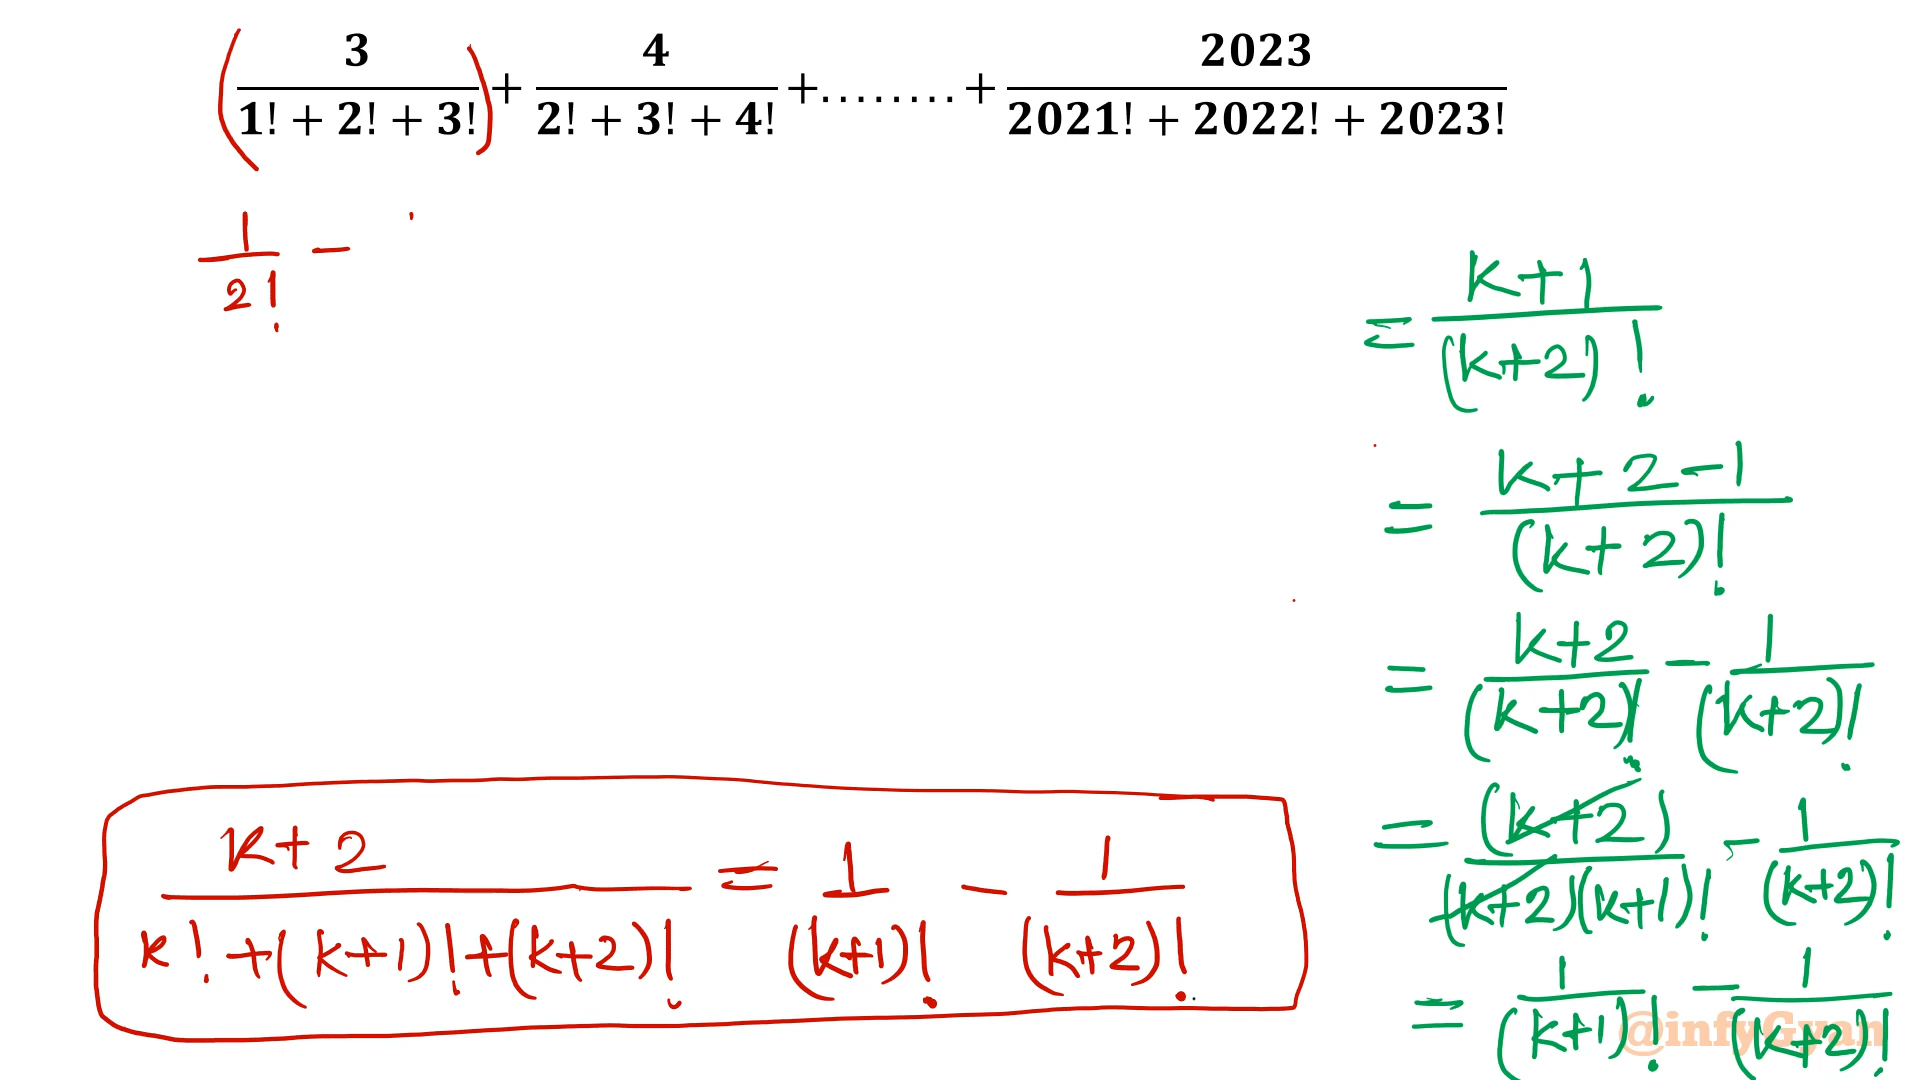 (3/(1! + 2! + 3!)) + 4/(2! + 3! + 4!) +........+ 2023/(2021! + 2022! + 2023!)
1/2! −
= (k+1)/(k+2)!
= (k+2−1)/(k+2)!
= (k+2)/(k+2)! − 1/(k+2)!
= (k+2)/((k+2)(k+1)!) − 1/(k+2)!
= 1/(k+1)! − 1/(k+2)!
(k+2)/(k! + (k+1)! + (k+2)!) = 1/(k+1)! − 1/(k+2)!
@infyGyan